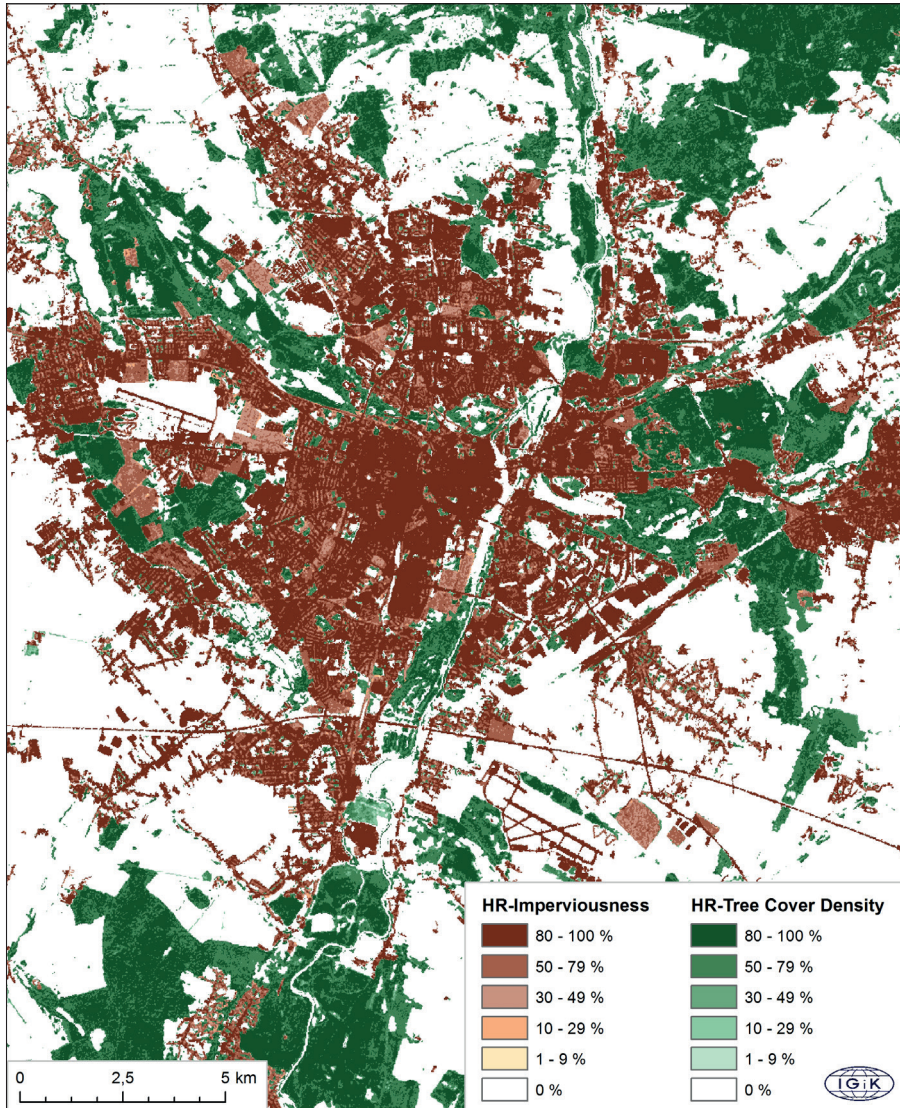 HR-Imperviousness
80 - 100 %
50 - 79 %
30 - 49 %
10 - 29 %
1 - 9 %
0 %
HR-Tree Cover Density
80 - 100 %
50 - 79 %
30 - 49 %
10 - 29 %
1 - 9 %
0 %
0 2,5 5 km
IGiK